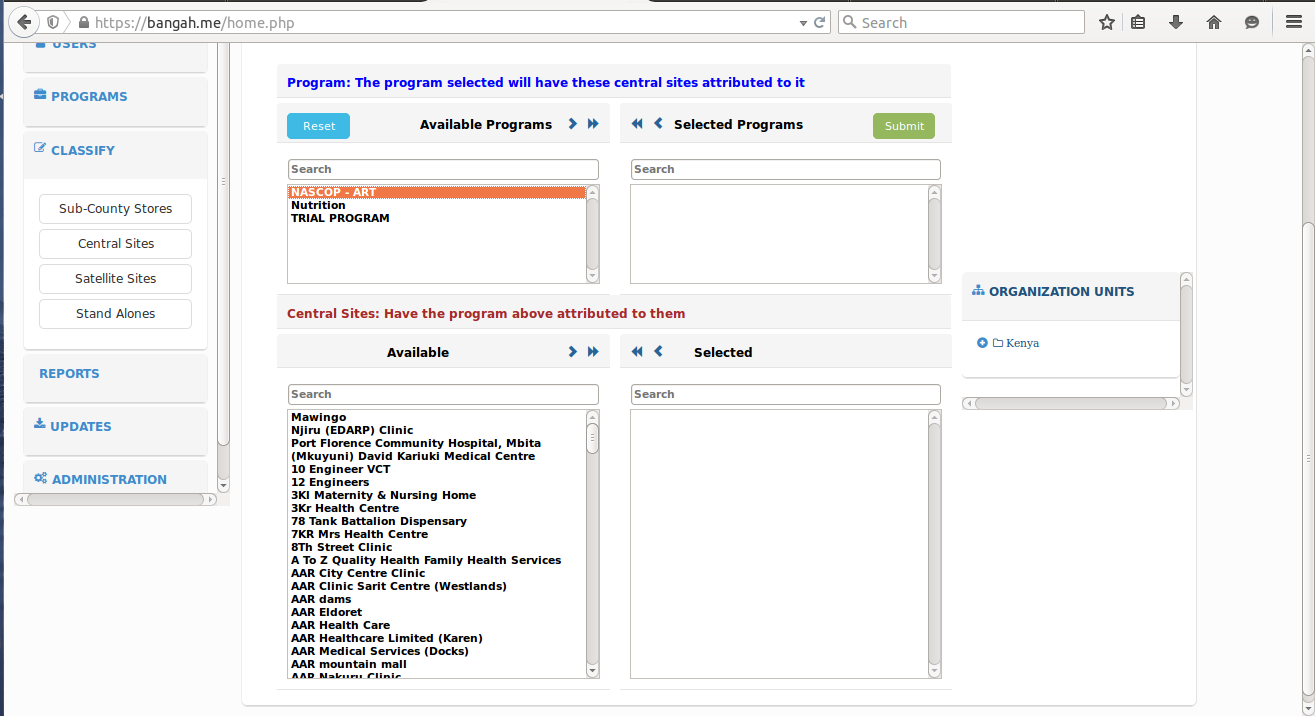 https://bangah.me/home.php
Search
USERS
PROGRAMS
CLASSIFY
Sub-County Stores
Central Sites
Satellite Sites
Stand Alones
REPORTS
UPDATES
ADMINISTRATION
Program: The program selected will have these central sites attributed to it
Reset
Available Programs
Selected Programs
Submit
Search
Search
NASCOP - ART
Nutrition
TRIAL PROGRAM
Central Sites: Have the program above attributed to them
Available
Selected
Search
Search
Mawingo
Njiru (EDARP) Clinic
Port Florence Community Hospital, Mbita
(Mkuyuni) David Kariuki Medical Centre
10 Engineer VCT
12 Engineers
3KI Maternity & Nursing Home
3Kr Health Centre
78 Tank Battalion Dispensary
7KR Mrs Health Centre
8Th Street Clinic
A To Z Quality Health Family Health Services
AAR City Centre Clinic
AAR Clinic Sarit Centre (Westlands)
AAR dams
AAR Eldoret
AAR Health Care
AAR Healthcare Limited (Karen)
AAR Medical Services (Docks)
AAR mountain mall
AAR Nakuru Clinic
ORGANIZATION UNITS
Kenya